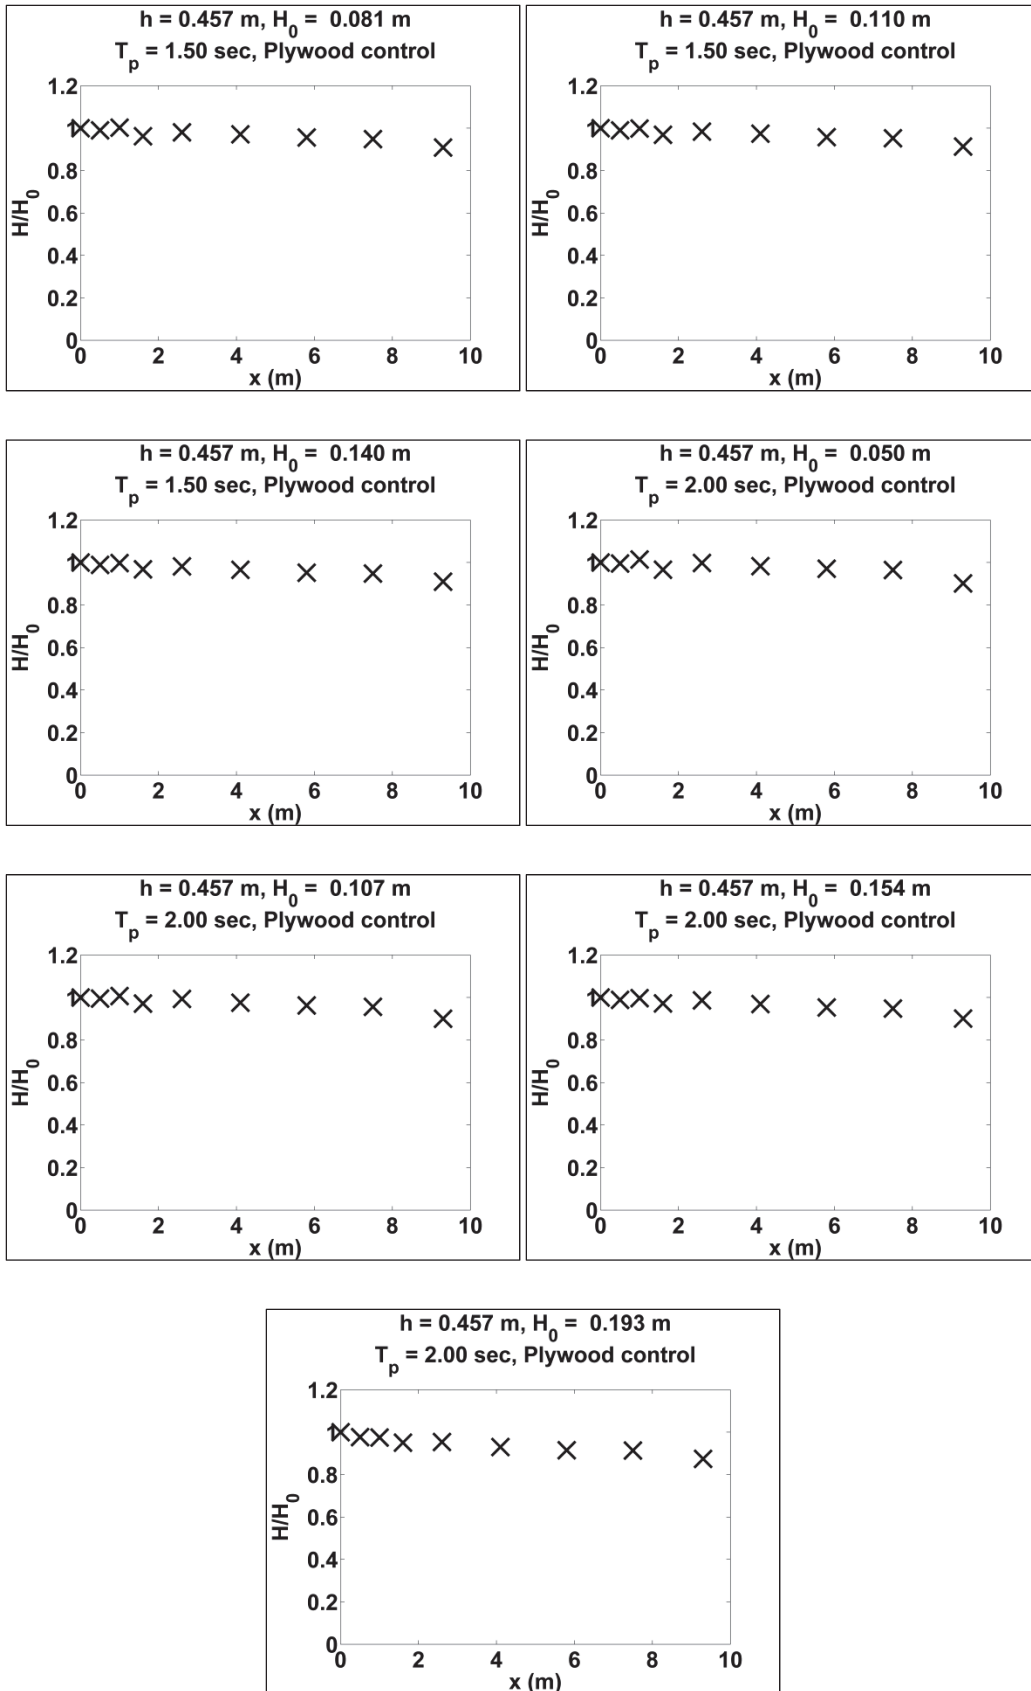 h = 0.457 m, H0 = 0.081 m
Tp = 1.50 sec, Plywood control
1.2
1
0.8
0.6
0.4
0.2
0
H/H0
0 2 4 6 8 10
x (m)
h = 0.457 m, H0 = 0.110 m
Tp = 1.50 sec, Plywood control
1.2
1
0.8
0.6
0.4
0.2
0
H/H0
0 2 4 6 8 10
x (m)
h = 0.457 m, H0 = 0.140 m
Tp = 1.50 sec, Plywood control
1.2
1
0.8
0.6
0.4
0.2
0
H/H0
0 2 4 6 8 10
x (m)
h = 0.457 m, H0 = 0.050 m
Tp = 2.00 sec, Plywood control
1.2
1
0.8
0.6
0.4
0.2
0
H/H0
0 2 4 6 8 10
x (m)
h = 0.457 m, H0 = 0.107 m
Tp = 2.00 sec, Plywood control
1.2
1
0.8
0.6
0.4
0.2
0
H/H0
0 2 4 6 8 10
x (m)
h = 0.457 m, H0 = 0.154 m
Tp = 2.00 sec, Plywood control
1.2
1
0.8
0.6
0.4
0.2
0
H/H0
0 2 4 6 8 10
x (m)
h = 0.457 m, H0 = 0.193 m
Tp = 2.00 sec, Plywood control
1.2
1
0.8
0.6
0.4
0.2
0
H/H0
0 2 4 6 8 10
x (m)